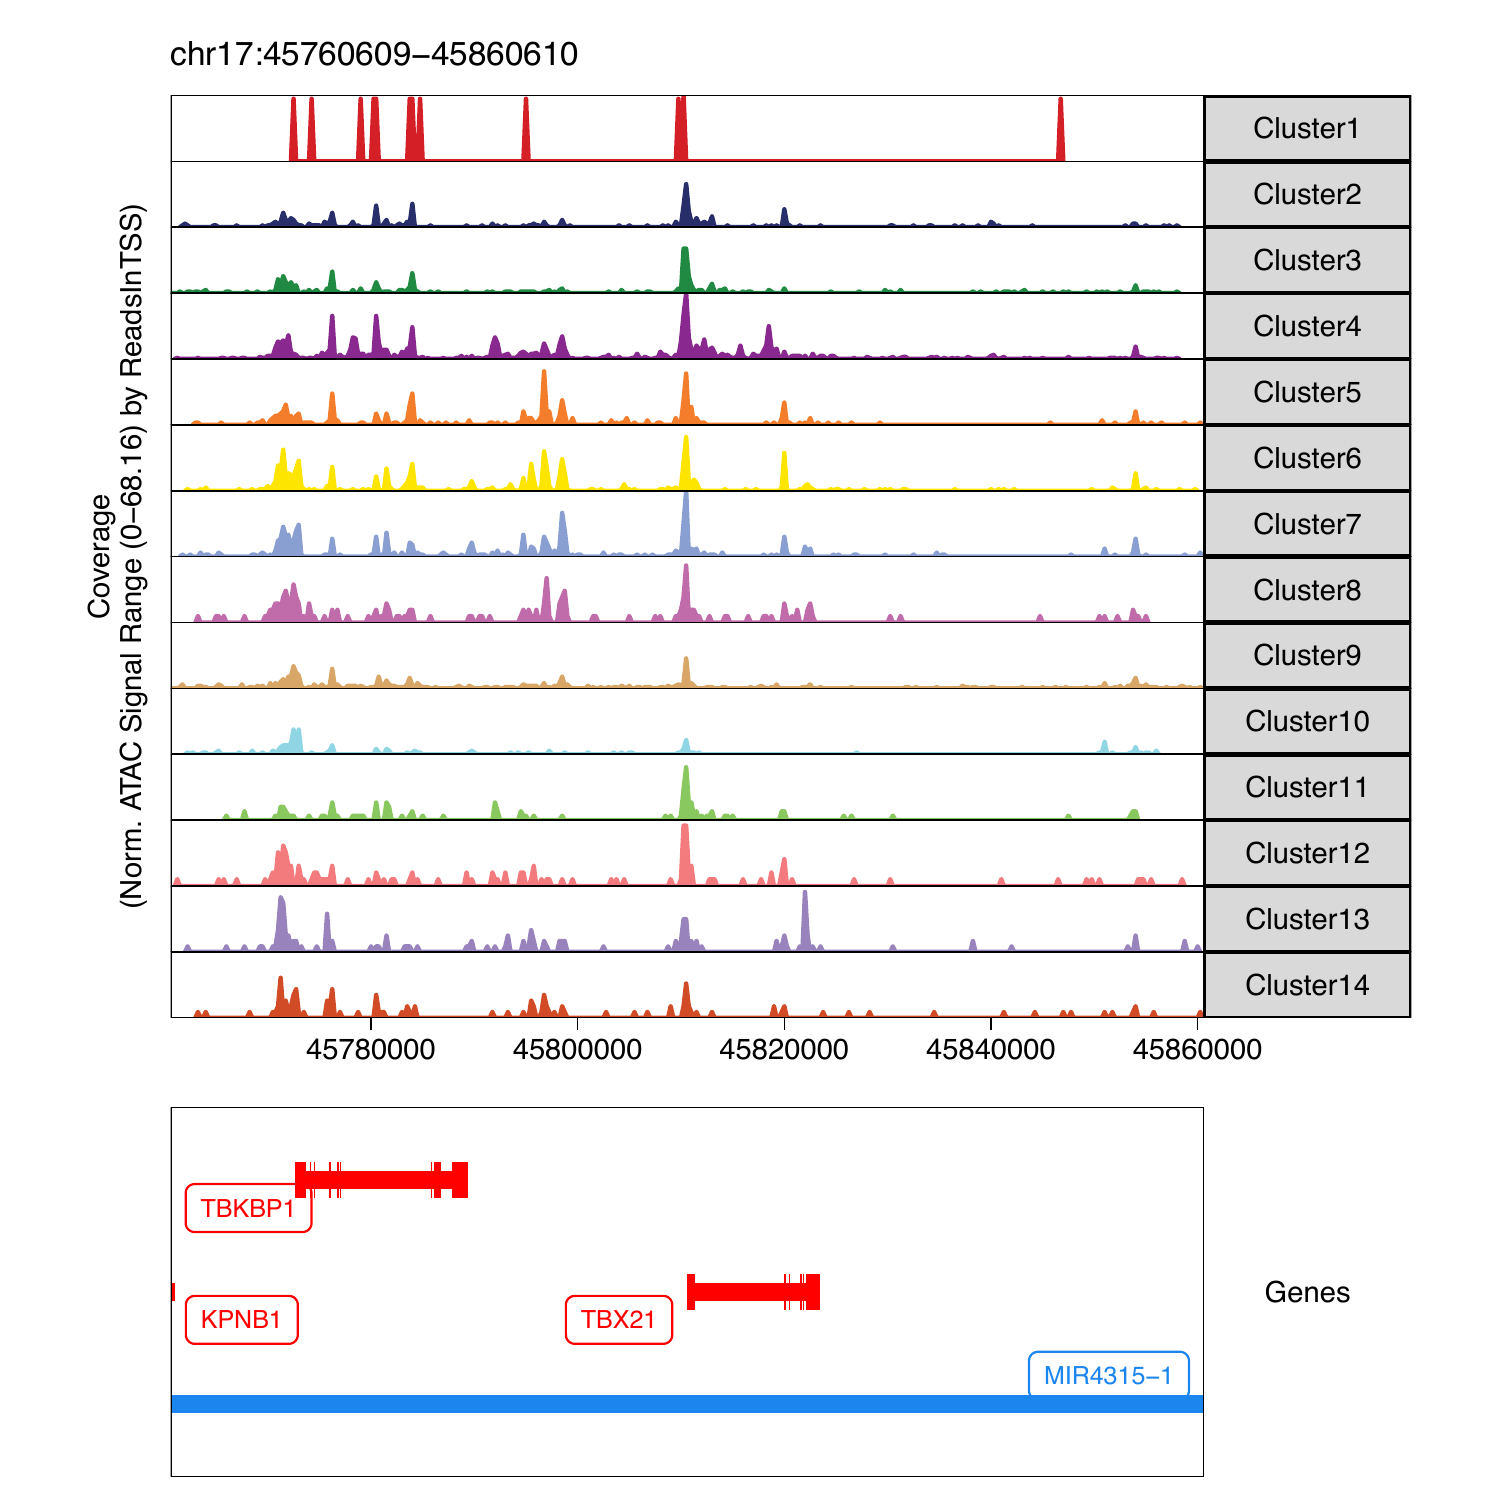 chr17:45760609−45860610
Coverage
(Norm. ATAC Signal Range (0−68.16) by ReadsInTSS)
Cluster1
Cluster2
Cluster3
Cluster4
Cluster5
Cluster6
Cluster7
Cluster8
Cluster9
Cluster10
Cluster11
Cluster12
Cluster13
Cluster14
45780000 45800000 45820000 45840000 45860000
TBKBP1
KPNB1 TBX21 Genes
MIR4315−1